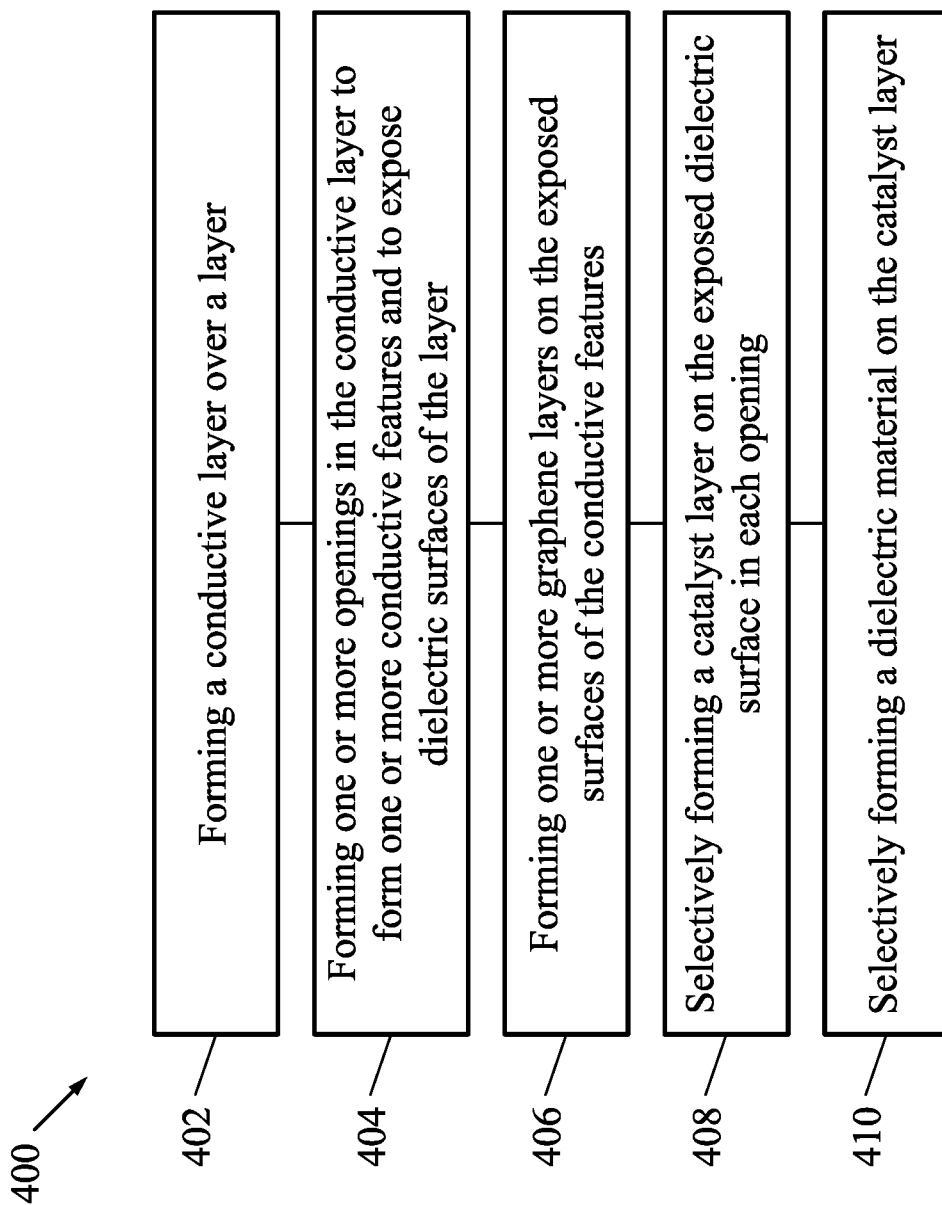 400
402
Forming a conductive layer over a layer
404
Forming one or more openings in the conductive layer to
form one or more conductive features and to expose
dielectric surfaces of the layer
406
Forming one or more graphene layers on the exposed
surfaces of the conductive features
408
Selectively forming a catalyst layer on the exposed dielectric
surface in each opening
410
Selectively forming a dielectric material on the catalyst layer